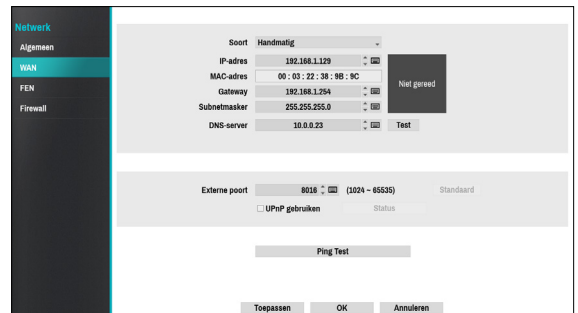 Netwerk
Algemeen
WAN
FEN
Firewall
Soort Handmatig
IP-adres 192.168.1.129
MAC-adres 00 : 03 : 22 : 38 : 9B : 9C
Gateway 192.168.1.254
Subnetmasker 255.255.255.0
Niet gereed
DNS-server 10.0.0.23 Test
Externe poort 8016 (1024 ~ 65535) Standaard
UPnP gebruiken Status
Ping Test
Toepassen OK Annuleren